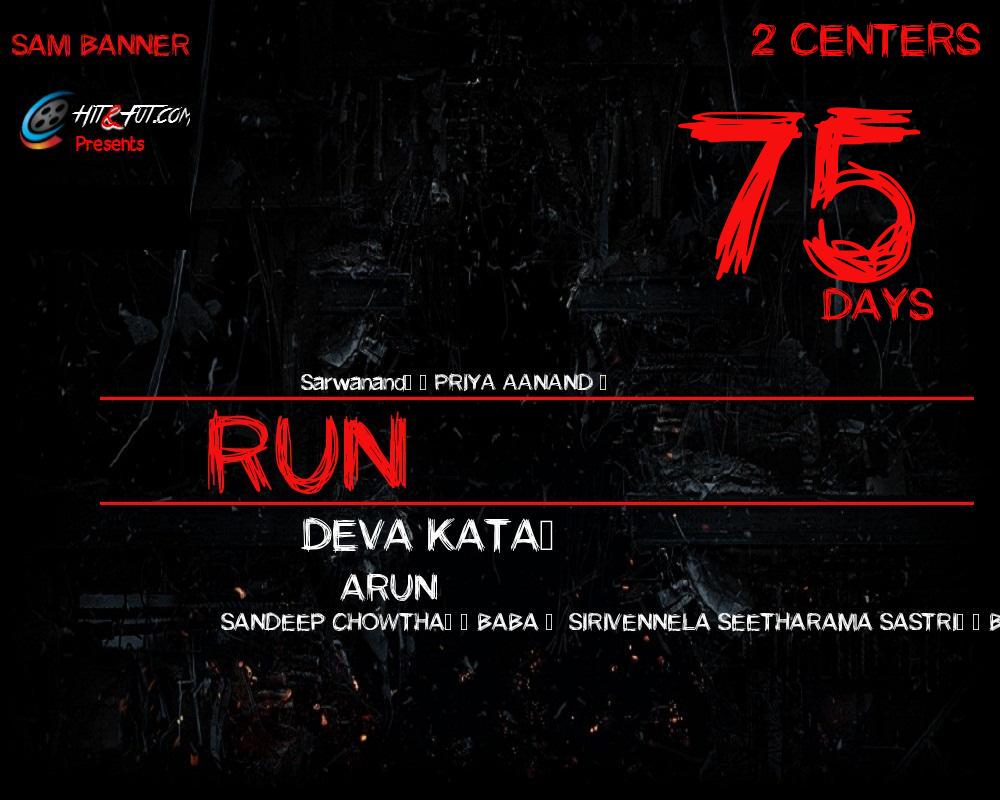 SAMI BANNER
2 CENTERS
HIT&FUT.COM
Presents
75
DAYS
Sarwanand PRIYA AANAND
RUN
DEVA KATA
ARUN
SANDEEP CHOWTHA BABA SIRIVENNELA SEETHARAMA SASTRI B